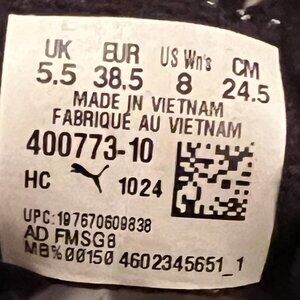 UK EUR US Wn's CM
5.5 38.5 8 24.5
MADE IN VIETNAM
FABRIQUÉ AU VIETNAM
400773-10
HC 1024
UPC:197670609838
AD FMSG8
MB%00150 4602345651_1